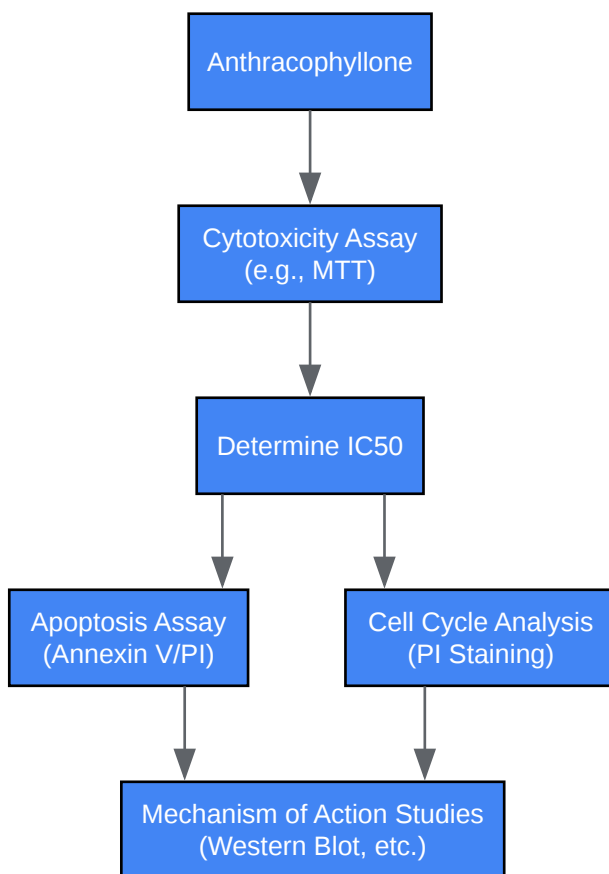 Anthracophyllone
Cytotoxicity Assay
(e.g., MTT)
Determine IC50
Apoptosis Assay
(Annexin V/PI)
Cell Cycle Analysis
(PI Staining)
Mechanism of Action Studies
(Western Blot, etc.)